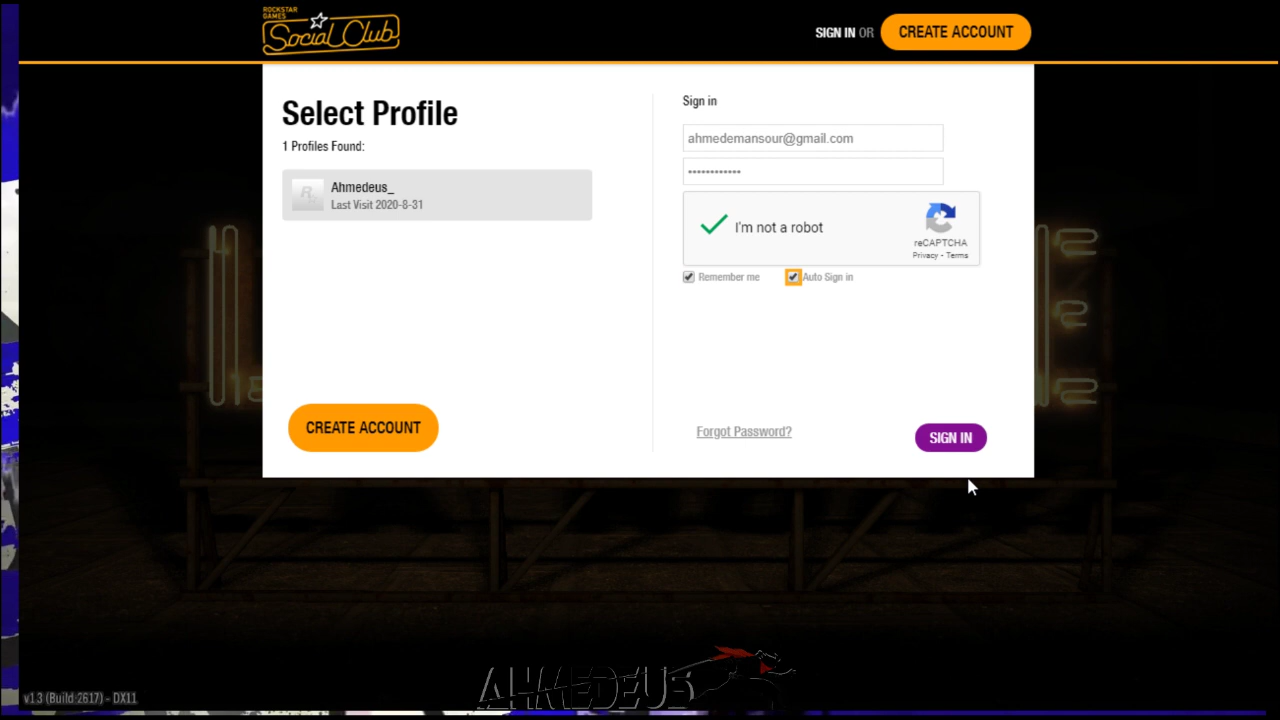 ROCKSTAR
GAMES
Social Club
SIGN IN OR
CREATE ACCOUNT
Select Profile
1 Profiles Found:
R
Ahmedeus_
Last Visit 2020-8-31
CREATE ACCOUNT
Sign in
ahmedemansour@gmail.com
••••••••••••
I'm not a robot
reCAPTCHA
Privacy - Terms
Remember me
Auto Sign in
Forgot Password?
SIGN IN
AHMEDEUS
v1.3 (Build:2617) - DX11